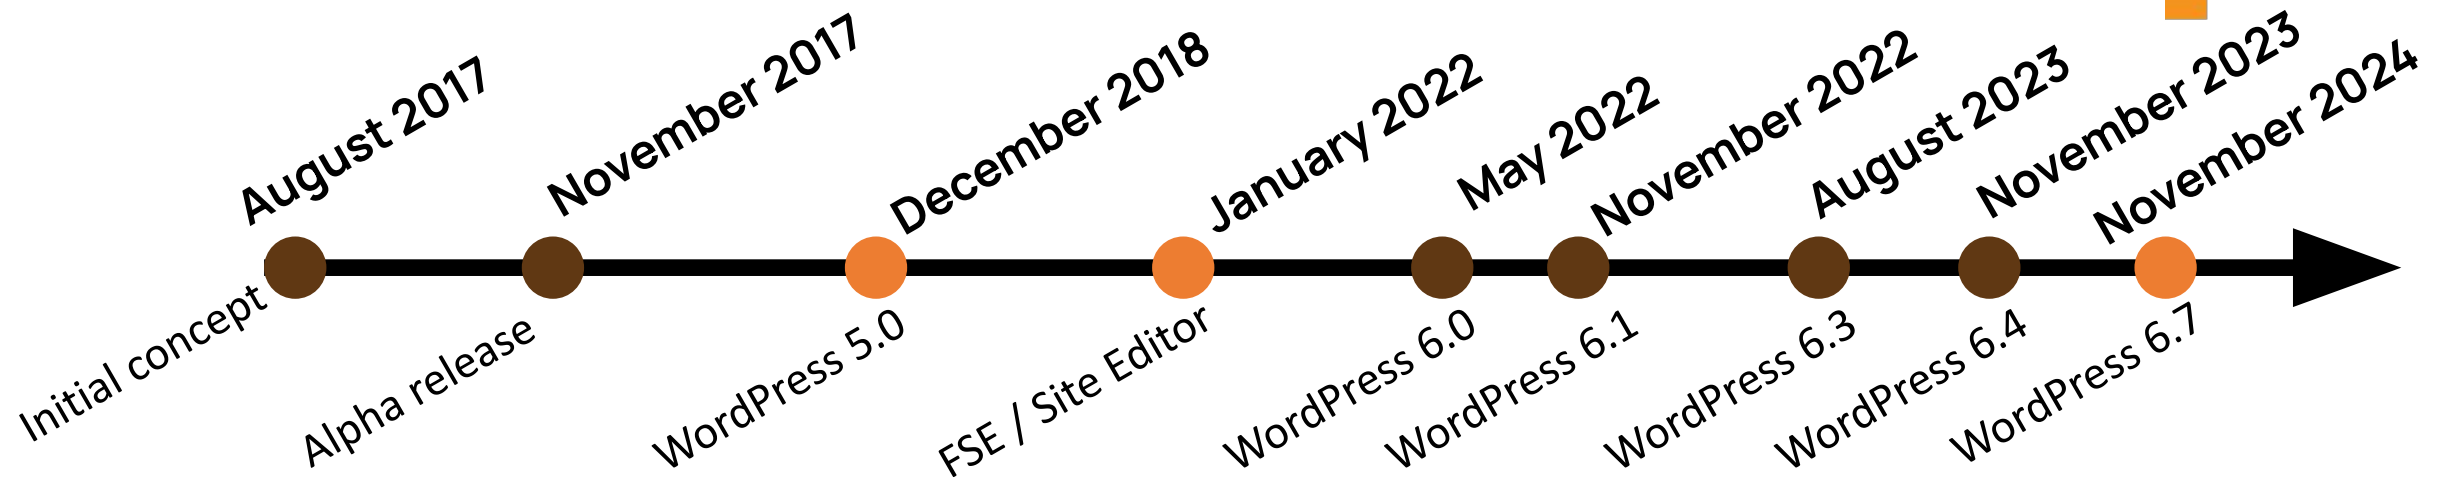 August 2017
November 2017
December 2018
January 2022
May 2022
November 2022
August 2023
November 2023
November 2024
Initial concept
Alpha release
WordPress 5.0
FSE / Site Editor
WordPress 6.0
WordPress 6.1
WordPress 6.3
WordPress 6.4
WordPress 6.7